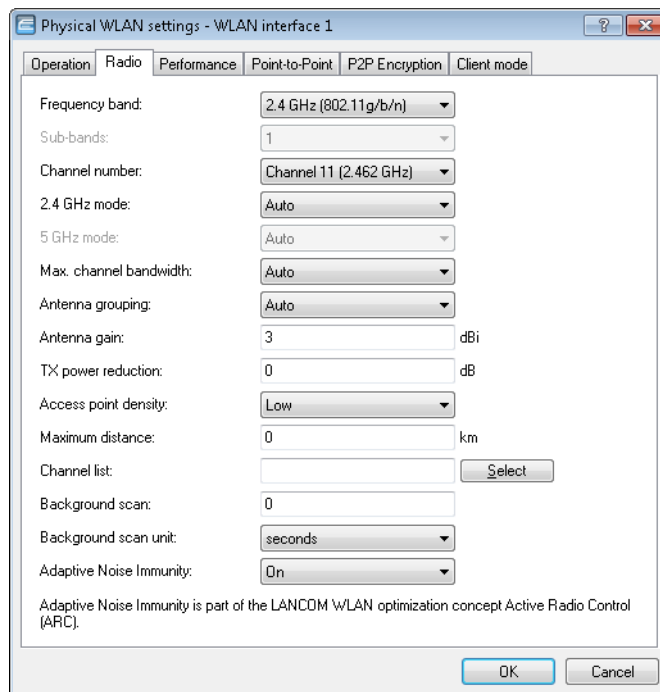 Physical WLAN settings - WLAN interface 1
Operation Radio Performance Point-to-Point P2P Encryption Client mode
Frequency band: 2.4 GHz (802.11g/b/n)
Sub-bands: 1
Channel number: Channel 11 (2.462 GHz)
2.4 GHz mode: Auto
5 GHz mode: Auto
Max. channel bandwidth: Auto
Antenna grouping: Auto
Antenna gain: 3 dBi
TX power reduction: 0 dB
Access point density: Low
Maximum distance: 0 km
Channel list: Select
Background scan: 0
Background scan unit: seconds
Adaptive Noise Immunity: On
Adaptive Noise Immunity is part of the LANCOM WLAN optimization concept Active Radio Control
(ARC).
OK Cancel